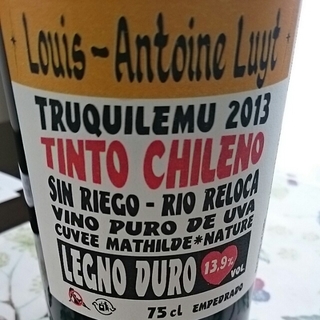 Louis-Antoine Luyt
TRUQUILEMU 2013
TINTO CHILENO
SIN RIEGO - RIO RELOCA
VINO PURO DE UVA
CUVEE MATHILDE*NATURE
LEGNO DURO 13,9% VOL
75 cl EMPEDRADO